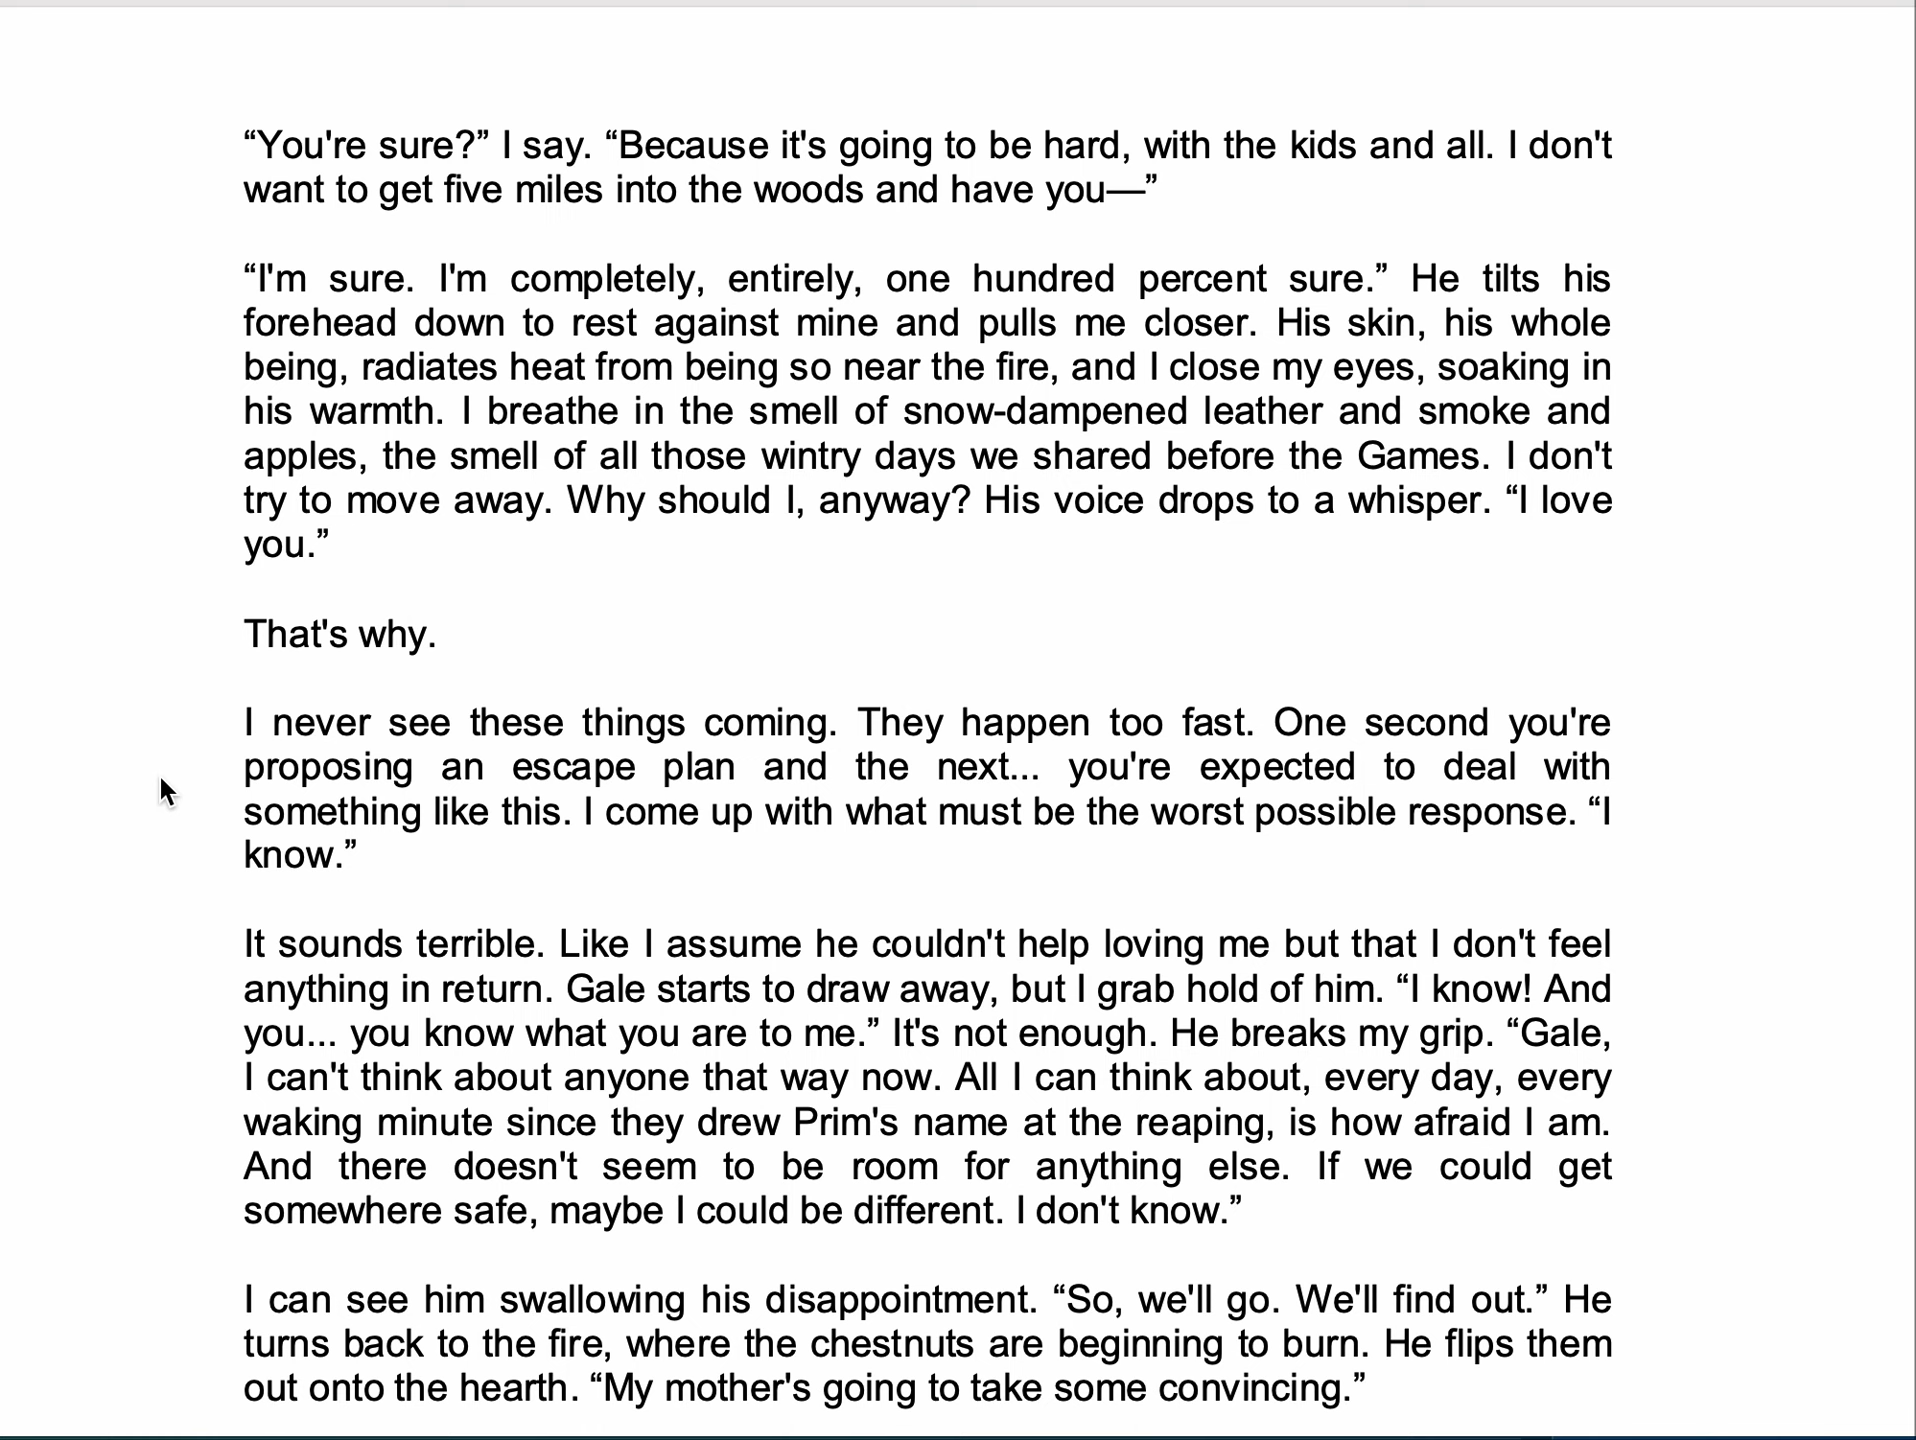 “You're sure?” I say. “Because it's going to be hard, with the kids and all. I don't
want to get five miles into the woods and have you—”
“I'm sure. I'm completely, entirely, one hundred percent sure.” He tilts his
forehead down to rest against mine and pulls me closer. His skin, his whole
being, radiates heat from being so near the fire, and I close my eyes, soaking in
his warmth. I breathe in the smell of snow-dampened leather and smoke and
apples, the smell of all those wintry days we shared before the Games. I don't
try to move away. Why should I, anyway? His voice drops to a whisper. “I love
you.”
That's why.
I never see these things coming. They happen too fast. One second you're
proposing an escape plan and the next... you're expected to deal with
something like this. I come up with what must be the worst possible response. “I
know.”
It sounds terrible. Like I assume he couldn't help loving me but that I don't feel
anything in return. Gale starts to draw away, but I grab hold of him. “I know! And
you... you know what you are to me.” It's not enough. He breaks my grip. “Gale,
I can't think about anyone that way now. All I can think about, every day, every
waking minute since they drew Prim's name at the reaping, is how afraid I am.
And there doesn't seem to be room for anything else. If we could get
somewhere safe, maybe I could be different. I don't know.”
I can see him swallowing his disappointment. “So, we'll go. We'll find out.” He
turns back to the fire, where the chestnuts are beginning to burn. He flips them
out onto the hearth. “My mother's going to take some convincing.”